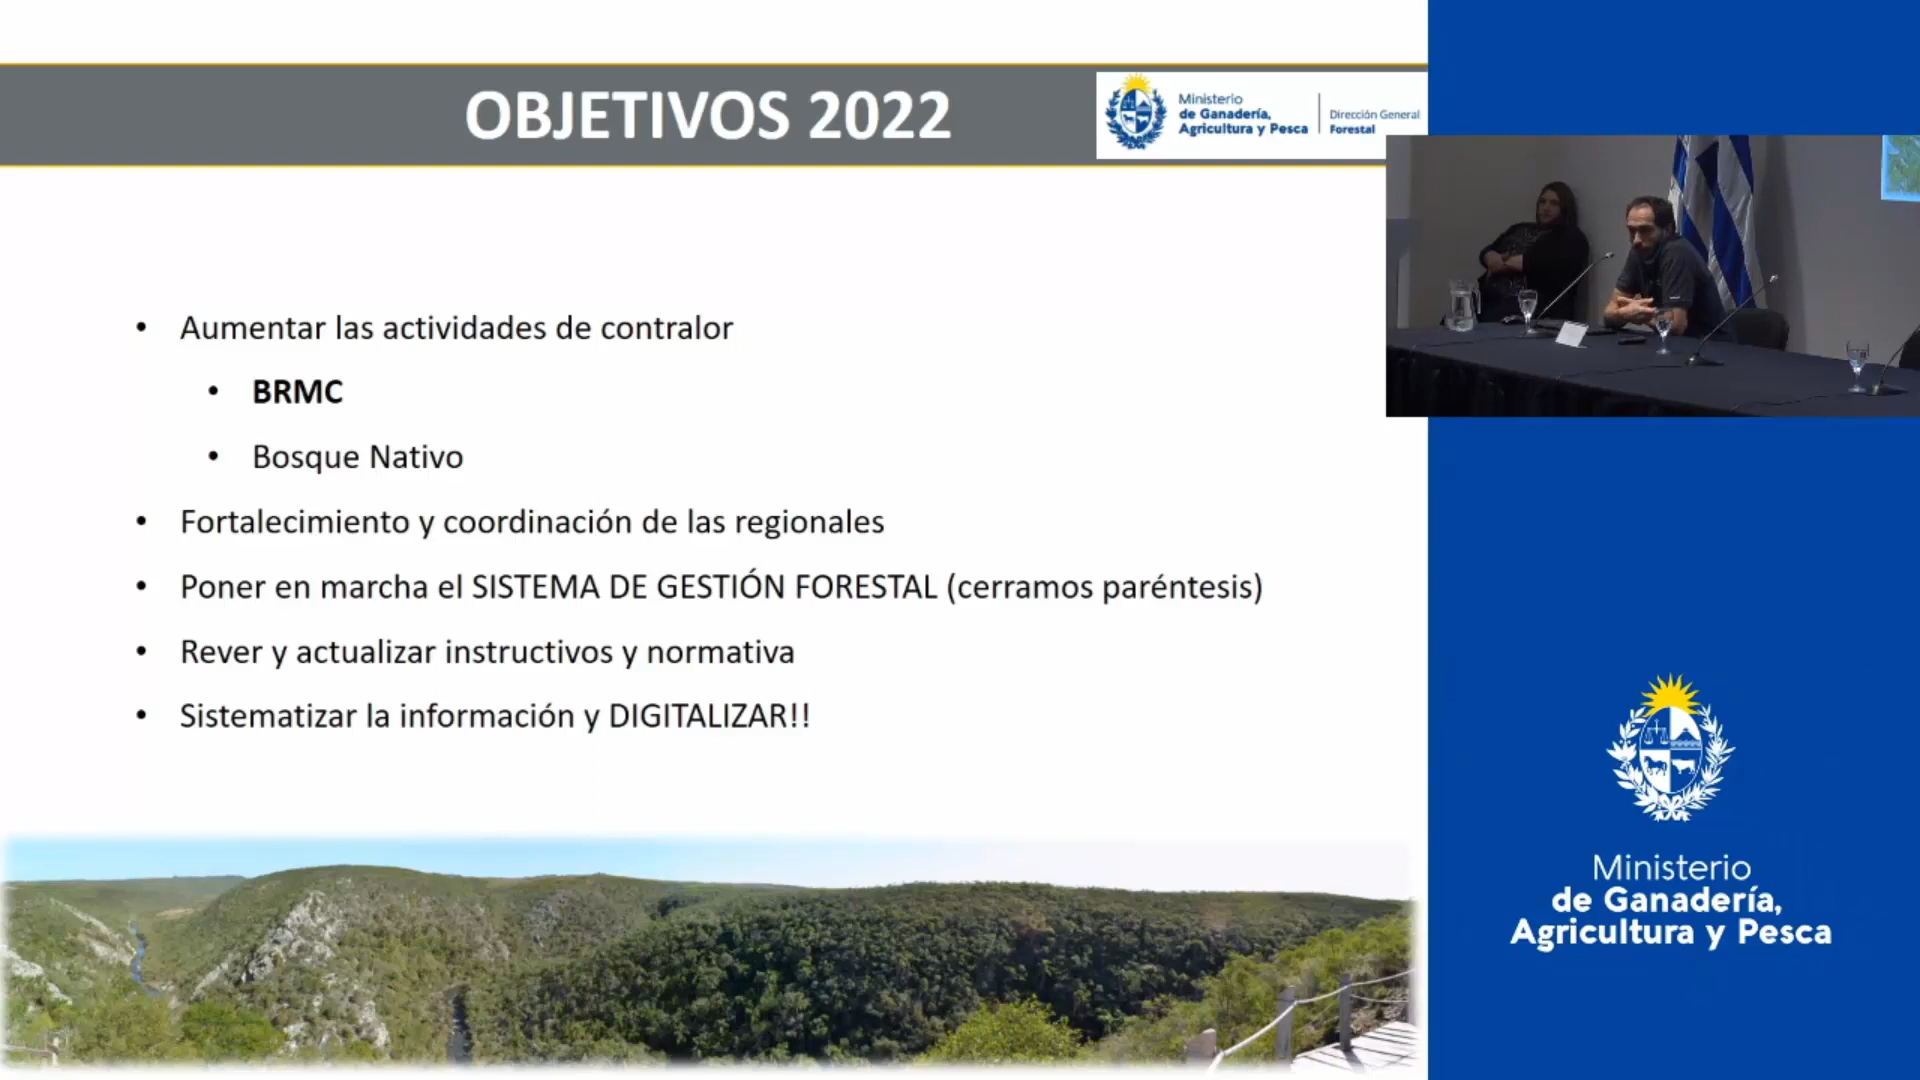 OBJETIVOS 2022
Ministerio
de Ganadería,
Agricultura y Pesca
Dirección General
Forestal
• Aumentar las actividades de contralor
• BRMC
• Bosque Nativo
• Fortalecimiento y coordinación de las regionales
• Poner en marcha el SISTEMA DE GESTIÓN FORESTAL (cerramos paréntesis)
• Rever y actualizar instructivos y normativa
• Sistematizar la información y DIGITALIZAR!!
Ministerio
de Ganadería,
Agricultura y Pesca